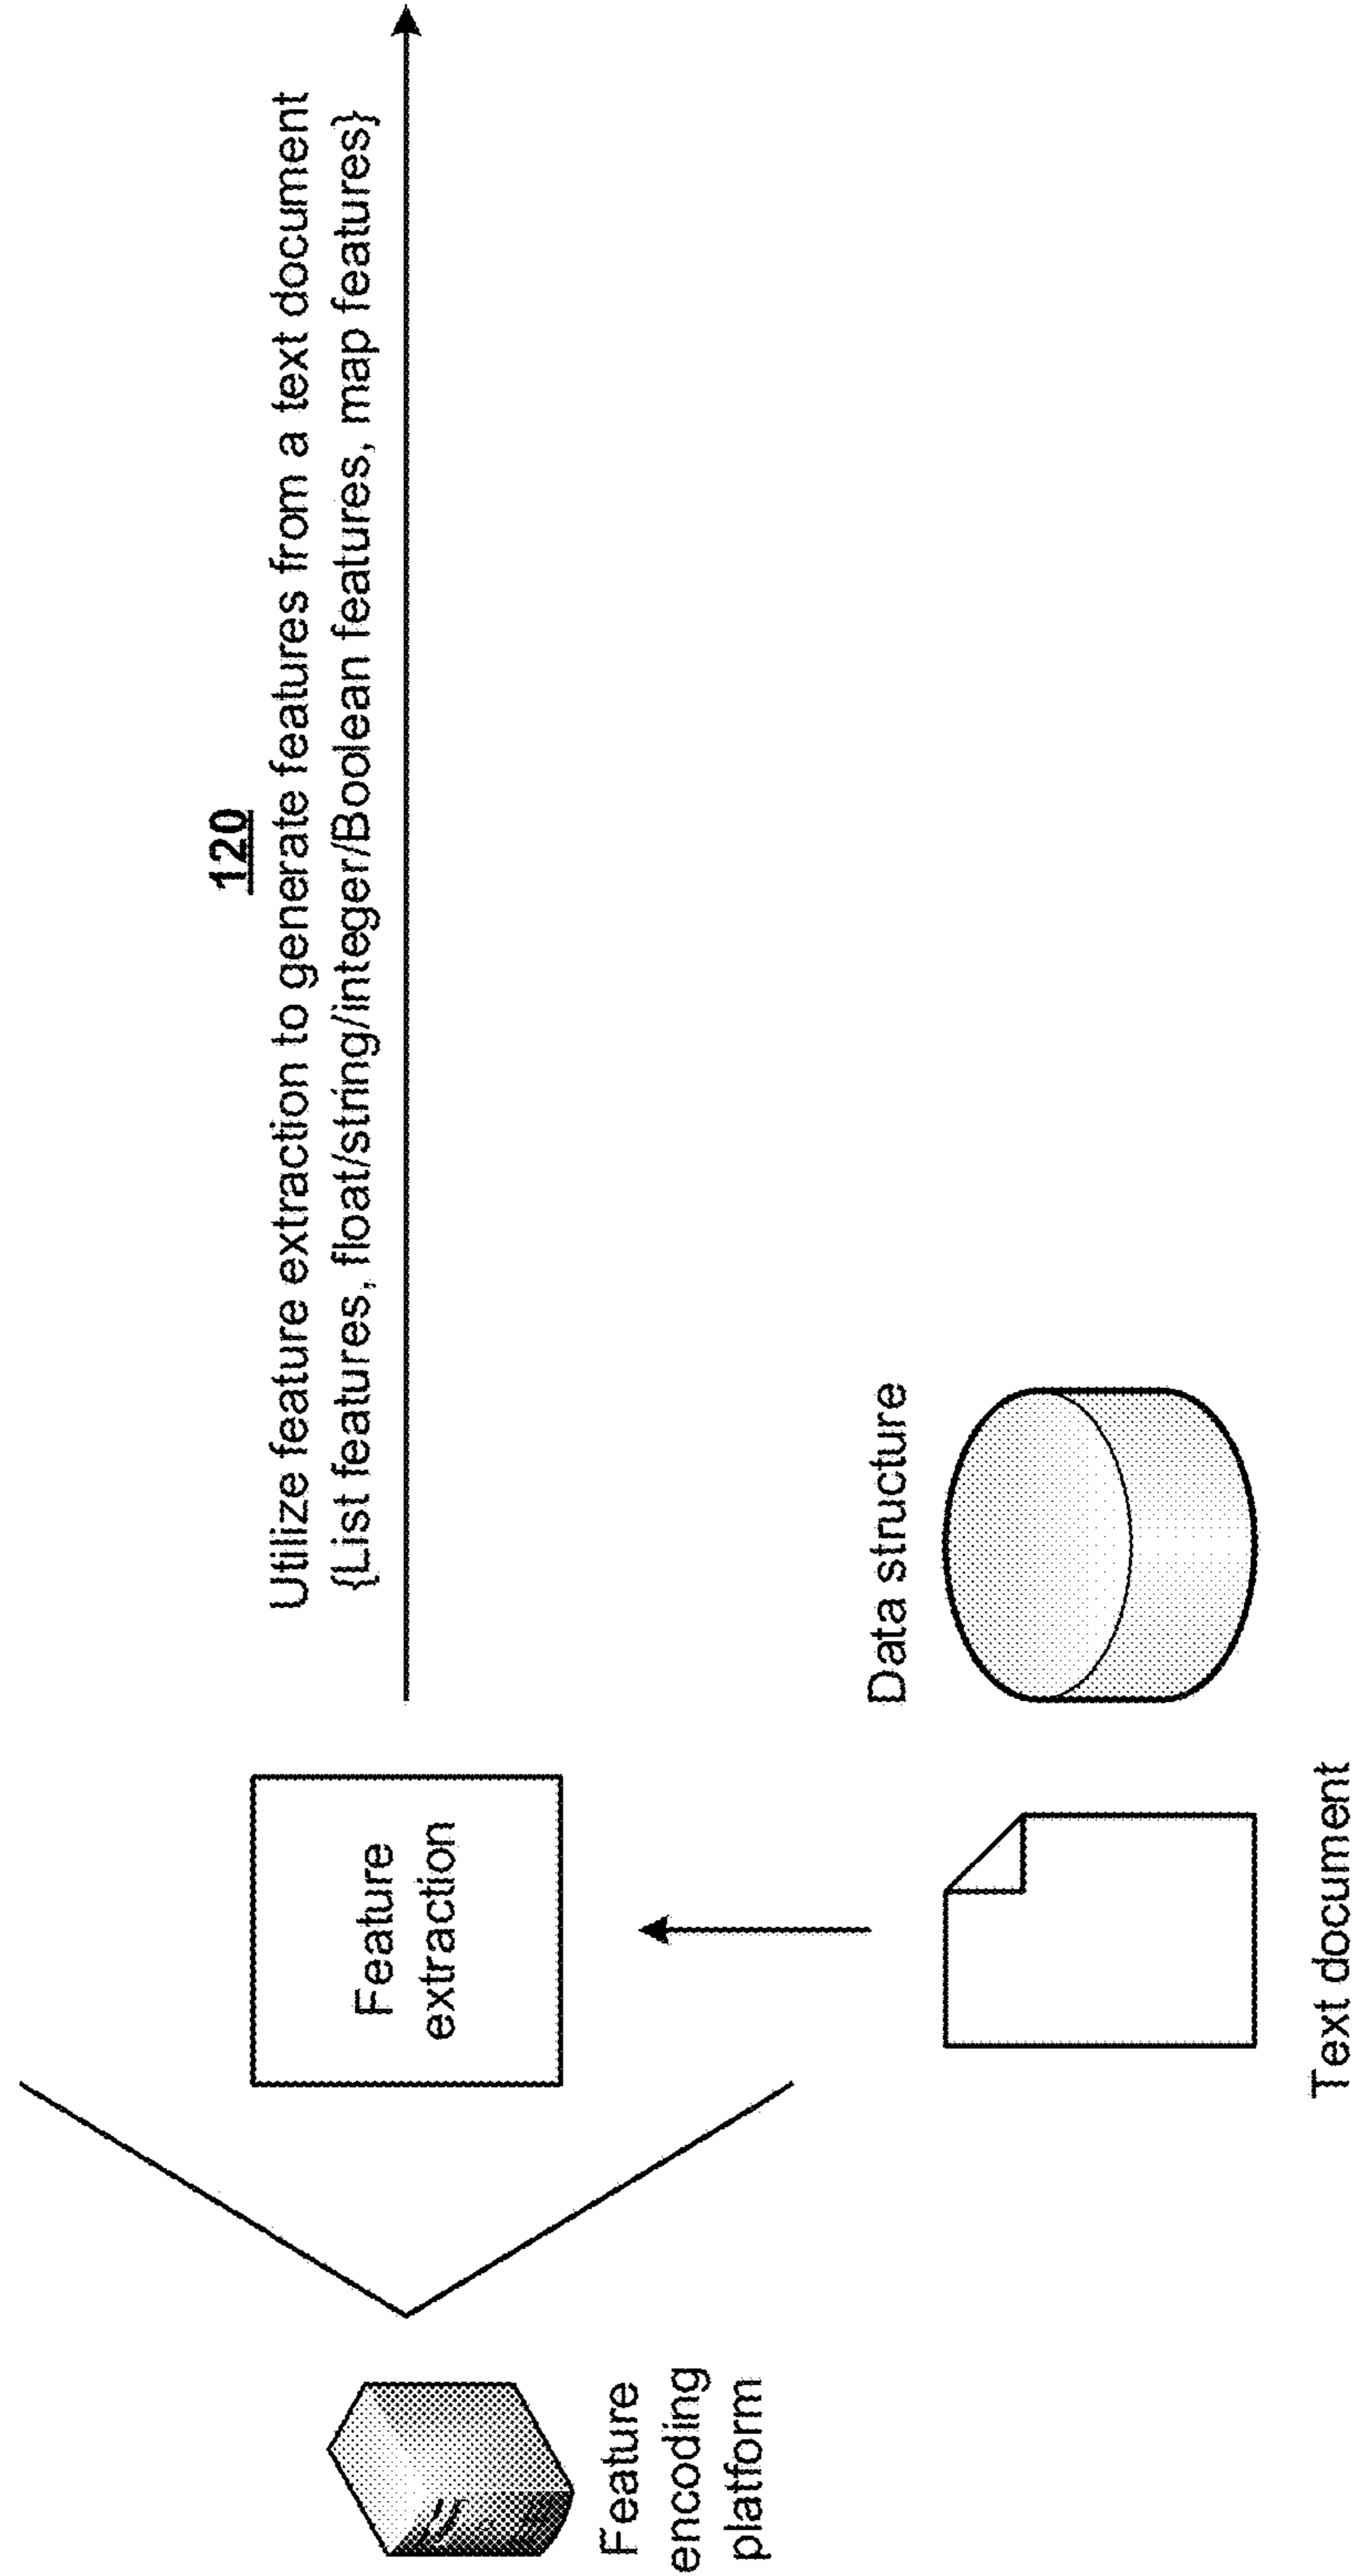 120
Utilize feature extraction to generate features from a text document
{List features, float/string/integer/Boolean features, map features}
Feature
extraction
Feature
encoding
platform
Data structure
Text document